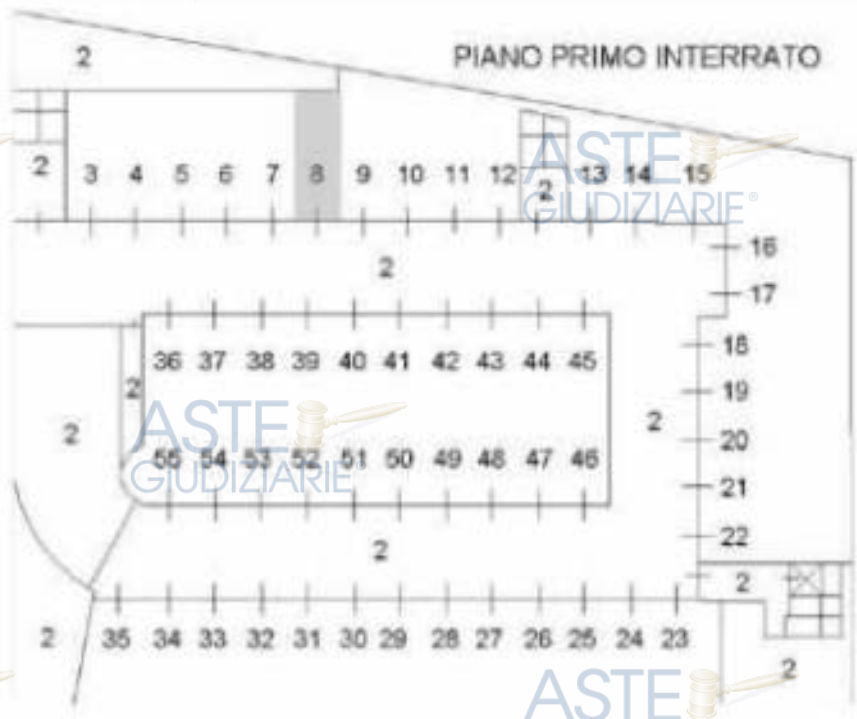 PIANO PRIMO INTERRATO
2
2 3 4 5 6 7 8 9 10 11 12 2 13 14 15
ASTE
GIUDIZIARIE®
16
2
17
36 37 38 39 40 41 42 43 44 45
18
2
19
ASTE
GIUDIZIARIE
2
2
20
55 54 53 52 51 50 49 48 47 46
21
22
2
2
35 34 33 32 31 30 29 28 27 26 25 24 23
2
2
ASTE